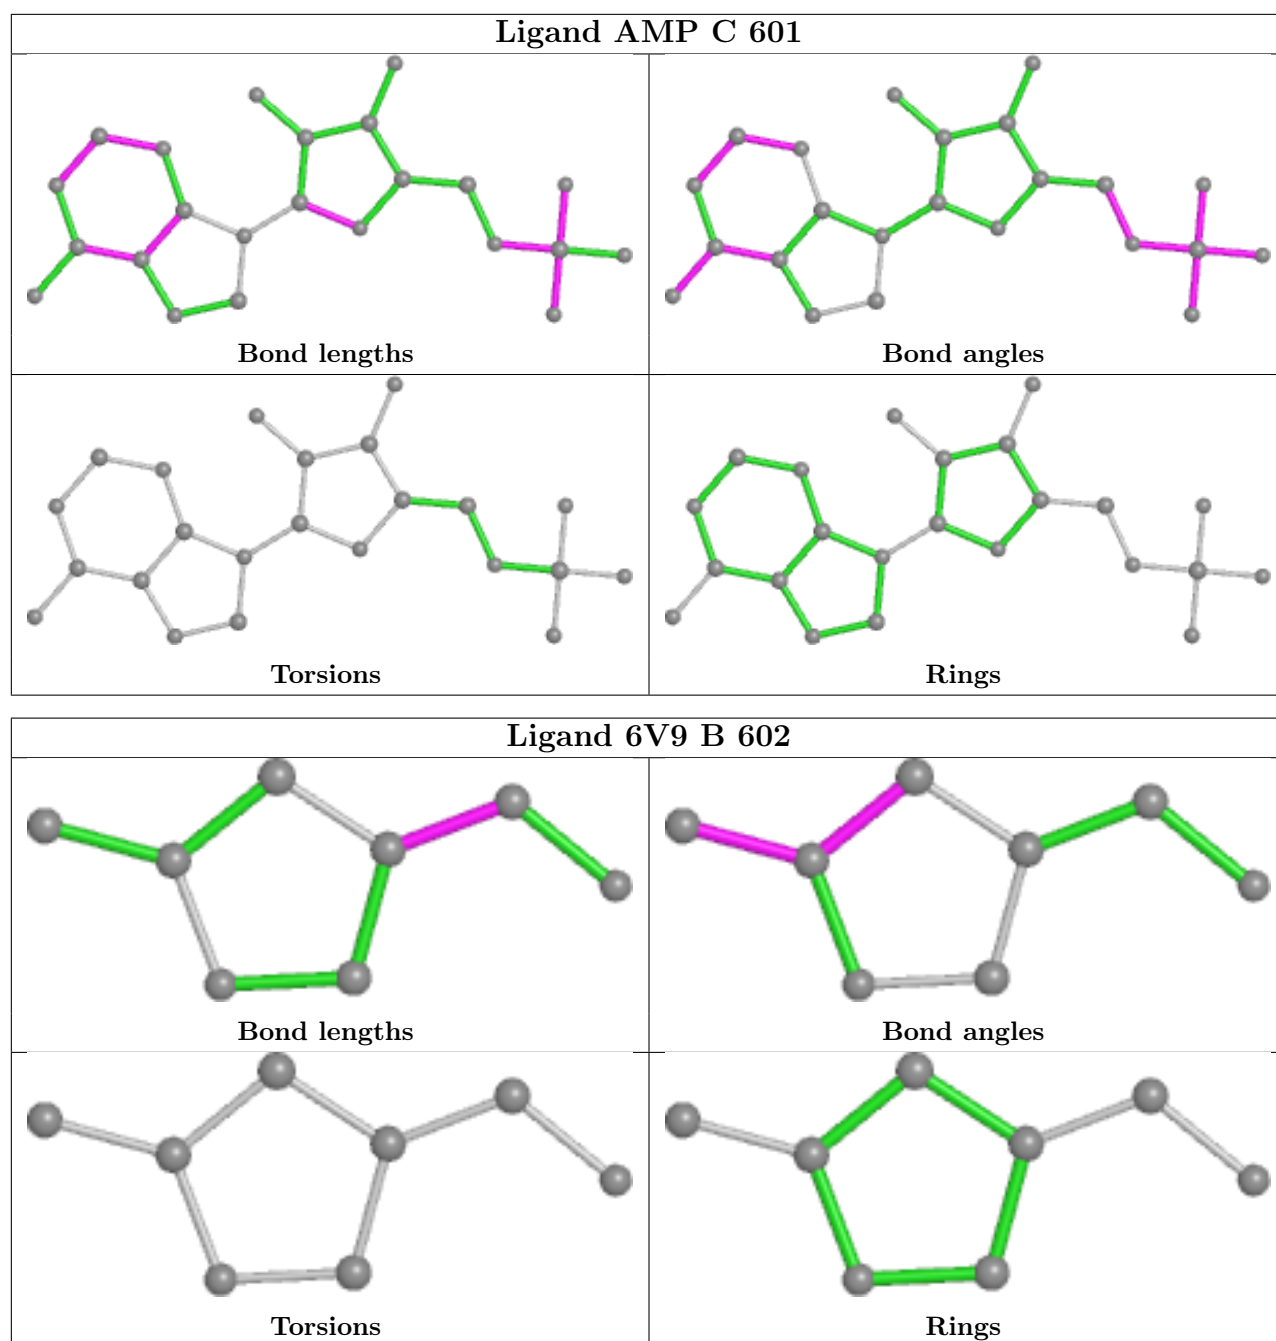 Ligand AMP C 601
Bond lengths
Bond angles
Torsions
Rings
Ligand 6V9 B 602
Bond lengths
Bond angles
Torsions
Rings